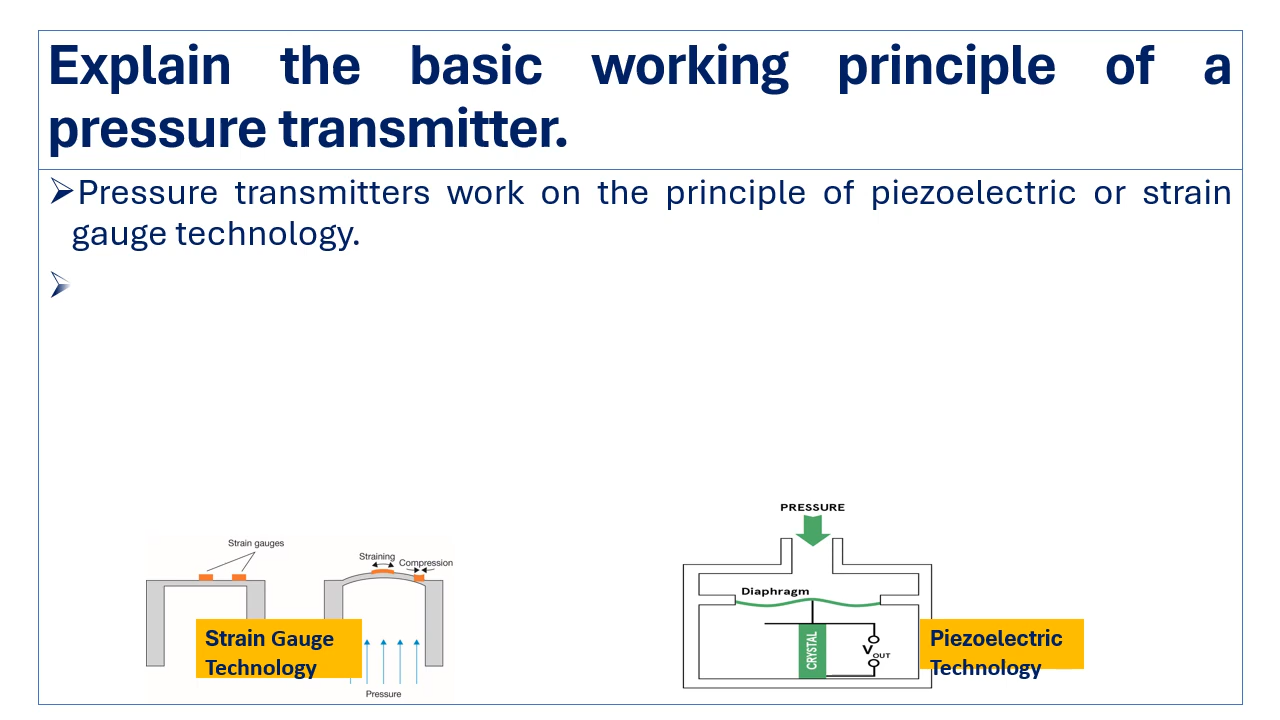 Explain the basic working principle of a
pressure transmitter.
➢Pressure transmitters work on the principle of piezoelectric or strain
gauge technology.
➢
Strain gauges
Straining
Compression
Strain Gauge
Technology
Pressure
PRESSURE
Diaphragm
CRYSTAL
VOUT
Piezoelectric
Technology